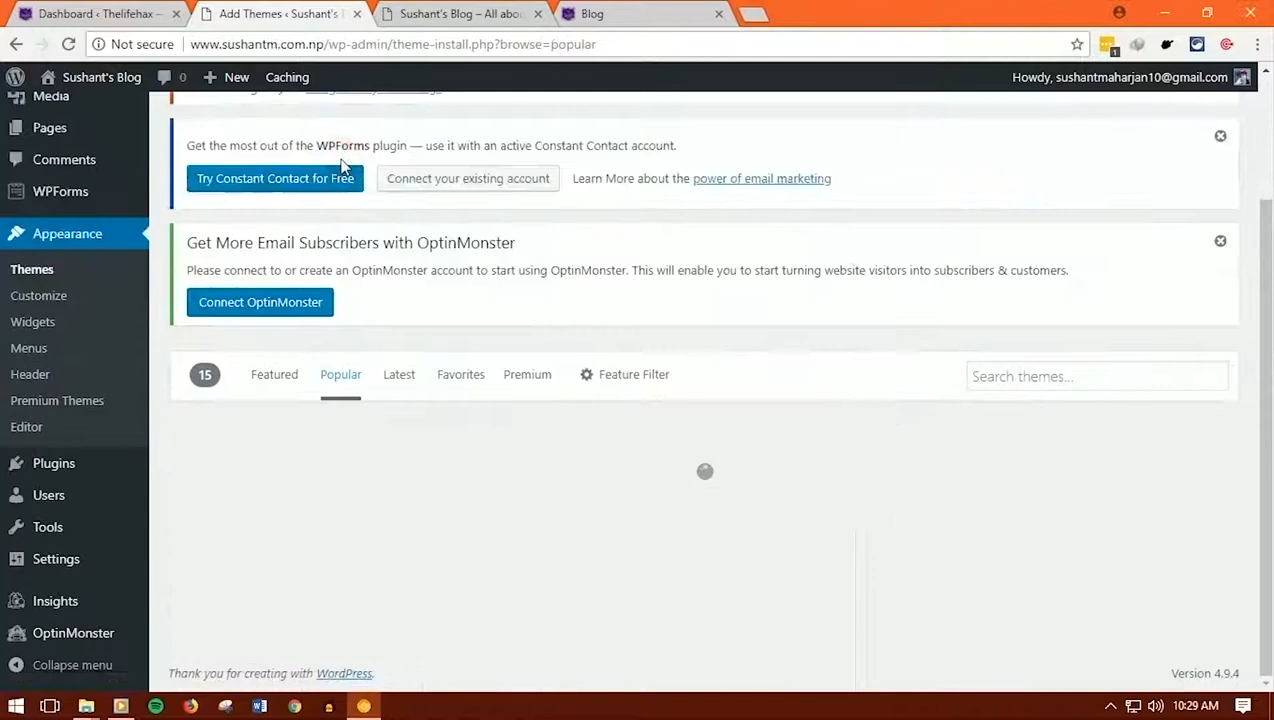 Dashboard ‹ Thelifehax —
Add Themes ‹ Sushant's
Sushant's Blog – All abo
Blog
Not secure
www.sushantm.com.np/wp-admin/theme-install.php?browse=popular
1
Sushant's Blog
0
New
Caching
Howdy, sushantmaharjan10@gmail.com
Media
Pages
Comments
WPForms
Appearance
Themes
Customize
Widgets
Menus
Header
Premium Themes
Editor
Plugins
Users
Tools
Settings
Insights
OptinMonster
Collapse menu
Get the most out of the WPForms plugin — use it with an active Constant Contact account.
Try Constant Contact for Free
Connect your existing account
Learn More about the power of email marketing
Get More Email Subscribers with OptinMonster
Please connect to or create an OptinMonster account to start using OptinMonster. This will enable you to start turning website visitors into subscribers & customers.
Connect OptinMonster
15
Featured
Popular
Latest
Favorites
Premium
Feature Filter
Search themes...
Thank you for creating with WordPress.
Version 4.9.4
10:29 AM